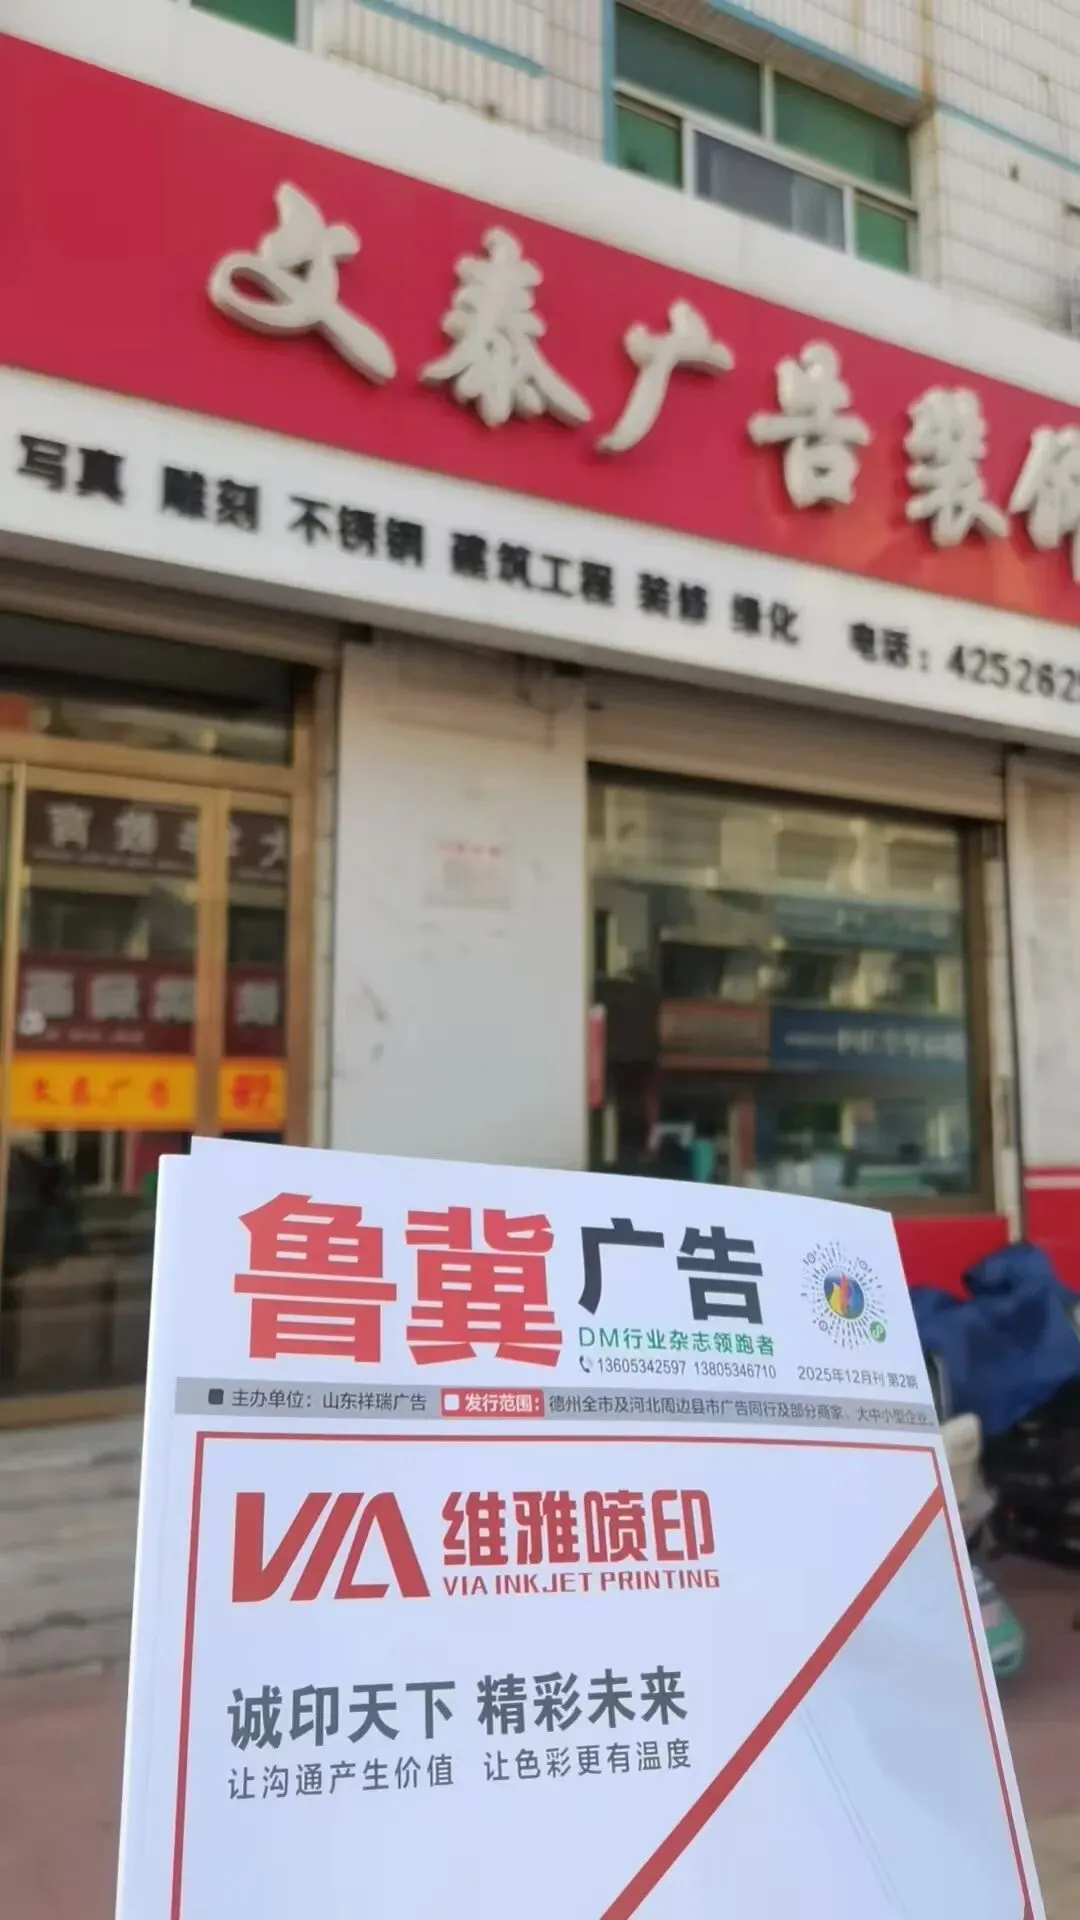 文泰广告装饰
写真 雕刻 不锈钢 建筑工程 装修 绿化 电话：425262
文泰广告
鲁冀广告
DM行业杂志领跑者
13605342597 13805346710
2025年12月刊 第2期
主办单位：山东祥瑞广告 发行范围：德州全市及河北周边县市广告同行及部分商家、大中小型企业。
VIA 维雅喷印
VIA INKJET PRINTING
诚印天下 精彩未来
让沟通产生价值 让色彩更有温度